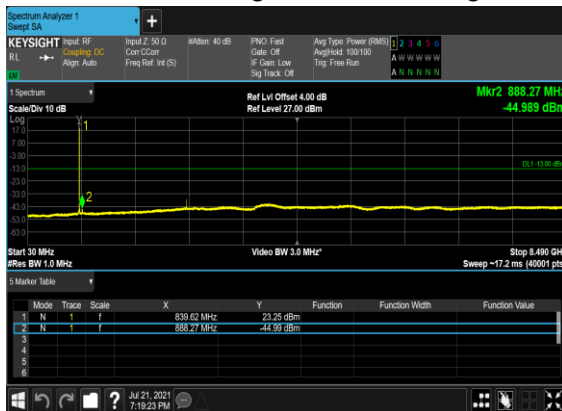 Spectrum Analyzer 1
Swept SA
KEYSIGHT Input: RF Input Z: 50 Ω #Atten: 40 dB PNO: Fast Avg Type: Power (RMS) 1 2 3 4 5 6
RL Coupling: DC Corr CCorr Gate: Off Avg|Hold: 100/100 A W W W W W
Align: Auto Freq Ref: Int (S) IF Gain: Low Trig: Free Run
Sig Track: Off A N N N N N
1 Spectrum Ref Lvl Offset 4.00 dB Mkr2 888.27 MHz
Scale/Div 10 dB Ref Level 27.00 dBm -44.989 dBm
Log
17.0 1
7.00
-3.00
-13.0 DL1 -13.00 dBm
-23.0
-33.0
-43.0 2
-53.0
-63.0
Start 30 MHz Video BW 3.0 MHz* Stop 8.490 GHz
#Res BW 1.0 MHz Sweep ~17.2 ms (40001 pts)
5 Marker Table
Mode Trace Scale X Y Function Function Width Function Value
1 N 1 f 839.62 MHz 23.25 dBm
2 N 1 f 888.27 MHz -44.99 dBm
3
4
5
6
? Jul 21, 2021
7:19:23 PM